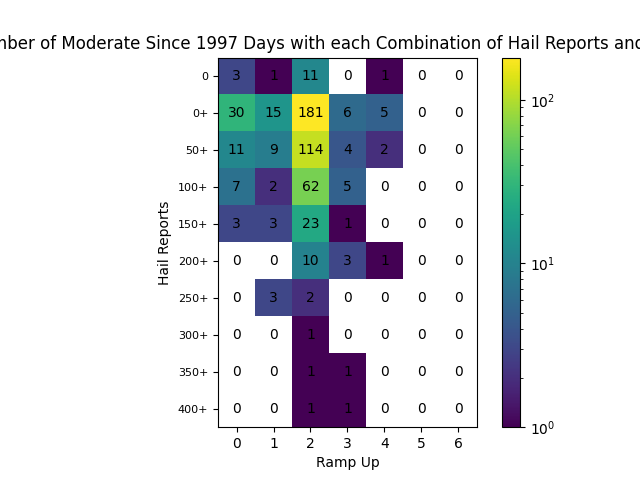 of Moderate Since 1997 Days with each Combination of Hail Reports
0 3 1 11 0 1 0 0
0+ 30 15 181 6 5 0 0
50+ 11 9 114 4 2 0 0
100+ 7 2 62 5 0 0 0
150+ 3 3 23 1 0 0 0
200+ 0 0 10 3 1 0 0
250+ 0 3 2 0 0 0 0
300+ 0 0 1 0 0 0 0
350+ 0 0 1 1 0 0 0
400+ 0 0 1 1 0 0 0
0 1 2 3 4 5 6
Ramp Up
Hail Reports
10²
10¹
10⁰